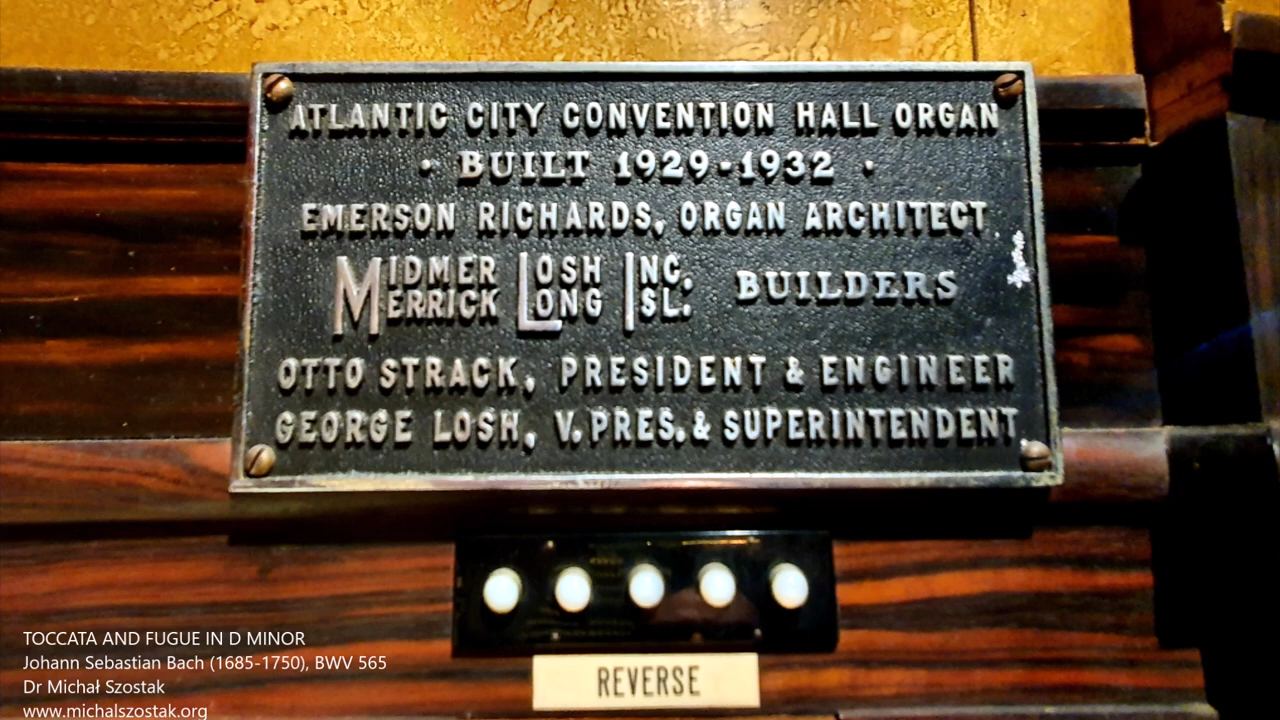 ATLANTIC CITY CONVENTION HALL ORGAN
· BUILT 1929-1932 ·
EMERSON RICHARDS, ORGAN ARCHITECT
MIDMER LOSH INC.
MERRICK LONG ISL. BUILDERS
OTTO STRACK, PRESIDENT & ENGINEER
GEORGE LOSH, V. PRES. & SUPERINTENDENT
REVERSE
TOCCATA AND FUGUE IN D MINOR
Johann Sebastian Bach (1685-1750), BWV 565
Dr Michał Szostak
www.michalszostak.org